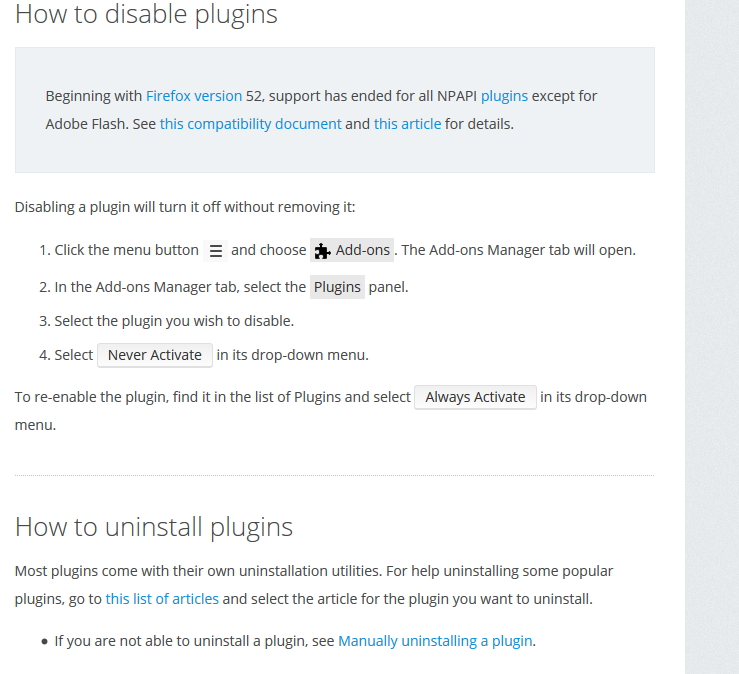 How to disable plugins
Beginning with Firefox version 52, support has ended for all NPAPI plugins except for
Adobe Flash. See this compatibility document and this article for details.
Disabling a plugin will turn it off without removing it:
1. Click the menu button and choose Add-ons . The Add-ons Manager tab will open.
2. In the Add-ons Manager tab, select the Plugins panel.
3. Select the plugin you wish to disable.
4. Select Never Activate in its drop-down menu.
To re-enable the plugin, find it in the list of Plugins and select Always Activate in its drop-down
menu.
How to uninstall plugins
Most plugins come with their own uninstallation utilities. For help uninstalling some popular
plugins, go to this list of articles and select the article for the plugin you want to uninstall.
• If you are not able to uninstall a plugin, see Manually uninstalling a plugin.